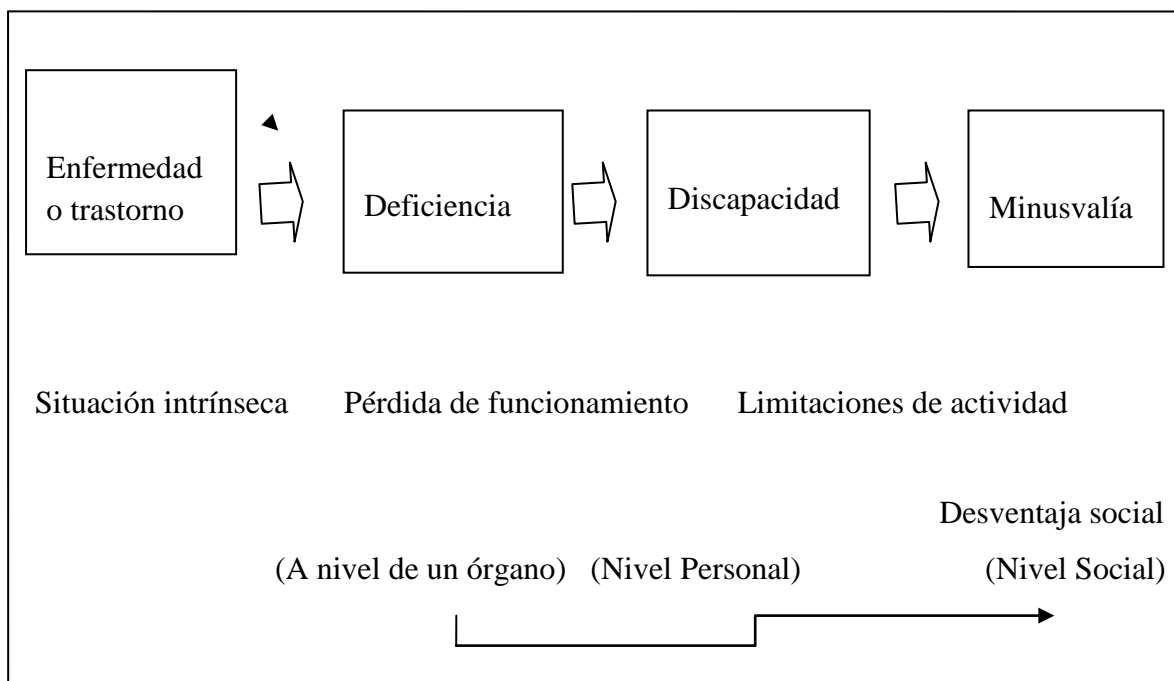 Enfermedad
o trastorno
Deficiencia
Discapacidad
Minusvalía
Situación intrínseca
Pérdida de funcionamiento
Limitaciones de actividad
Desventaja social
(A nivel de un órgano)
(Nivel Personal)
(Nivel Social)